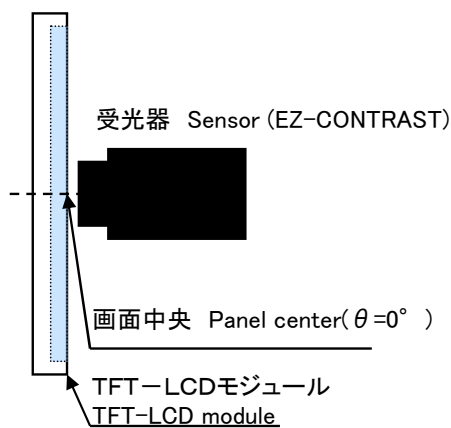 受光器 Sensor (EZ-CONTRAST)
画面中央 Panel center(θ=0° )
TFT－LCDモジュール
TFT-LCD module